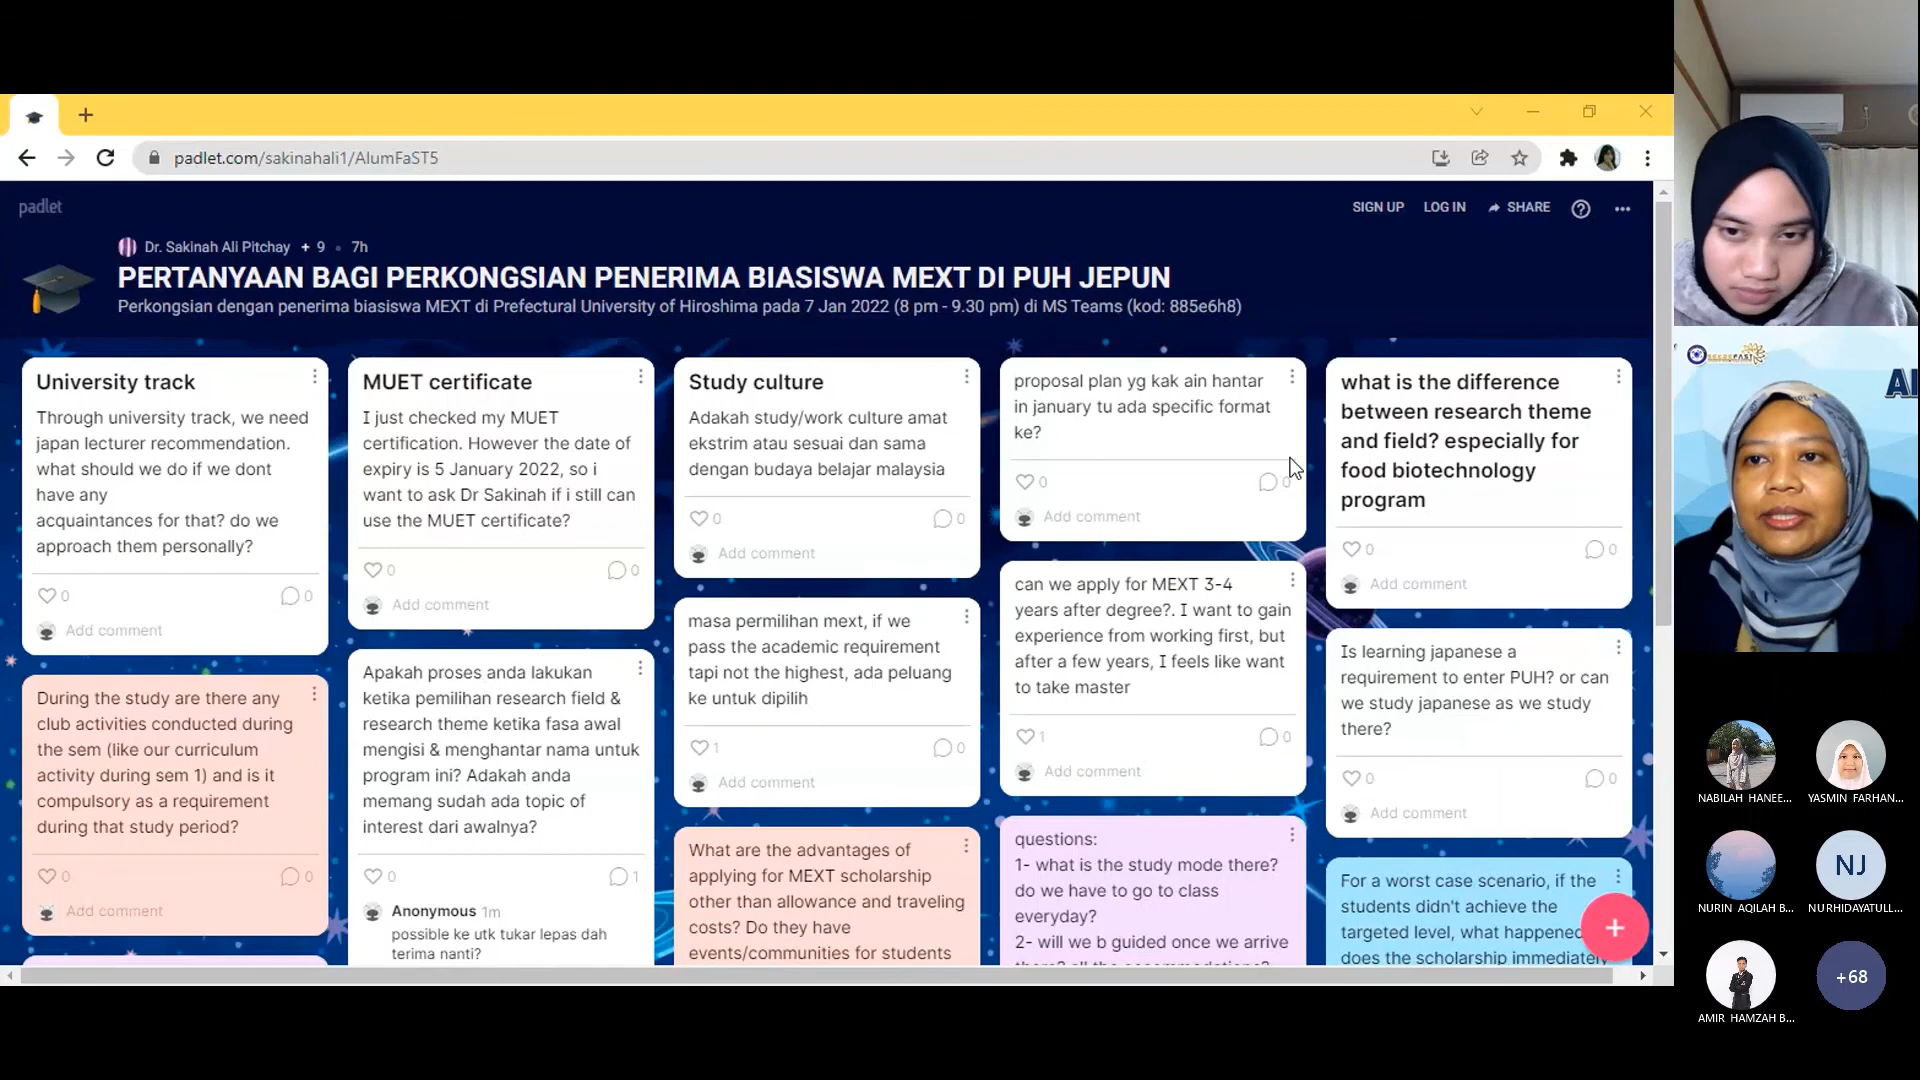 padlet.com/sakinahali1/AlumFaST5
padlet
SIGN UP
LOG IN
SHARE
Dr. Sakinah Ali Pitchay + 9 • 7h
PERTANYAAN BAGI PERKONGSIAN PENERIMA BIASISWA MEXT DI PUH JEPUN
Perkongsian dengan penerima biasiswa MEXT di Prefectural University of Hiroshima pada 7 Jan 2022 (8 pm - 9.30 pm) di MS Teams (kod: 885e6h8)
University track
Through university track, we need
japan lecturer recommendation.
what should we do if we dont
have any
acquaintances for that? do we
approach them personally?
0
0
Add comment
During the study are there any
club activities conducted during
the sem (like our curriculum
activity during sem 1) and is it
compulsory as a requirement
during that study period?
0
0
Add comment
MUET certificate
I just checked my MUET
certification. However the date of
expiry is 5 January 2022, so i
want to ask Dr Sakinah if i still can
use the MUET certificate?
0
0
Add comment
Apakah proses anda lakukan
ketika pemilihan research field &
research theme ketika fasa awal
mengisi & menghantar nama untuk
program ini? Adakah anda
memang sudah ada topic of
interest dari awalnya?
0
1
Anonymous 1m
possible ke utk tukar lepas dah
terima nanti?
Study culture
Adakah study/work culture amat
ekstrim atau sesuai dan sama
dengan budaya belajar malaysia
0
0
Add comment
masa permilihan mext, if we
pass the academic requirement
tapi not the highest, ada peluang
ke untuk dipilih
1
0
Add comment
What are the advantages of
applying for MEXT scholarship
other than allowance and traveling
costs? Do they have
events/communities for students
proposal plan yg kak ain hantar
in january tu ada specific format
ke?
0
0
Add comment
can we apply for MEXT 3-4
years after degree?. I want to gain
experience from working first, but
after a few years, I feels like want
to take master
1
0
Add comment
questions:
1- what is the study mode there?
do we have to go to class
everyday?
2- will we b guided once we arrive
what is the difference
between research theme
and field? especially for
food biotechnology
program
0
0
Add comment
Is learning japanese a
requirement to enter PUH? or can
we study japanese as we study
there?
0
0
Add comment
For a worst case scenario, if the
students didn't achieve the
targeted level, what happened
does the scholarship immediately
NABILAH HANEE...
YASMIN FARHAN...
NJ
NURIN AQILAH B...
NURHIDAYATULL...
+68
AMIR HAMZAH B...